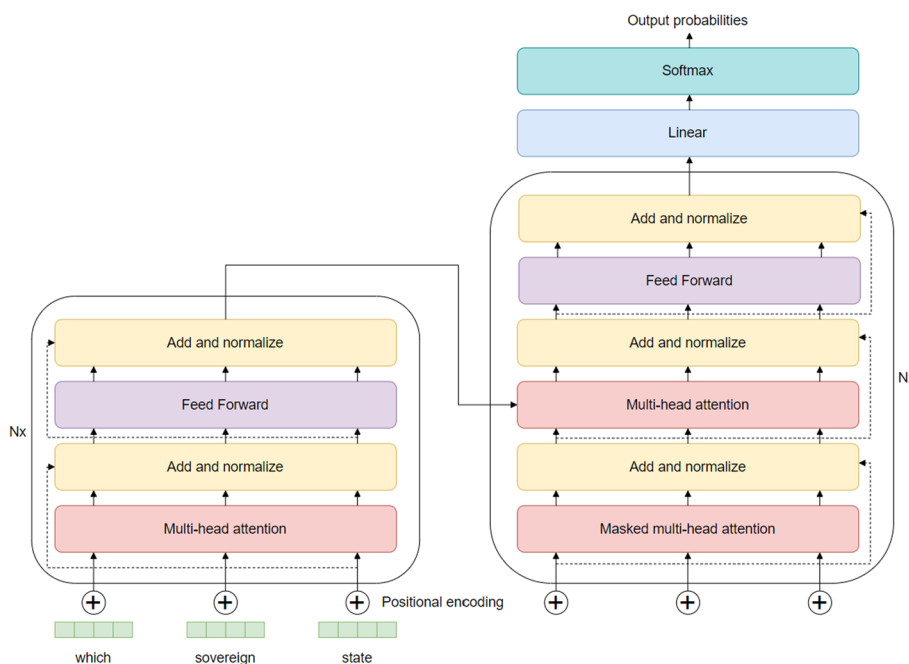 Output probabilities
Softmax
Linear
Add and normalize
Feed Forward
Add and normalize
Multi-head attention
Add and normalize
Masked multi-head attention
N
Add and normalize
Feed Forward
Nx
Add and normalize
Multi-head attention
Positional encoding
which
sovereign
state